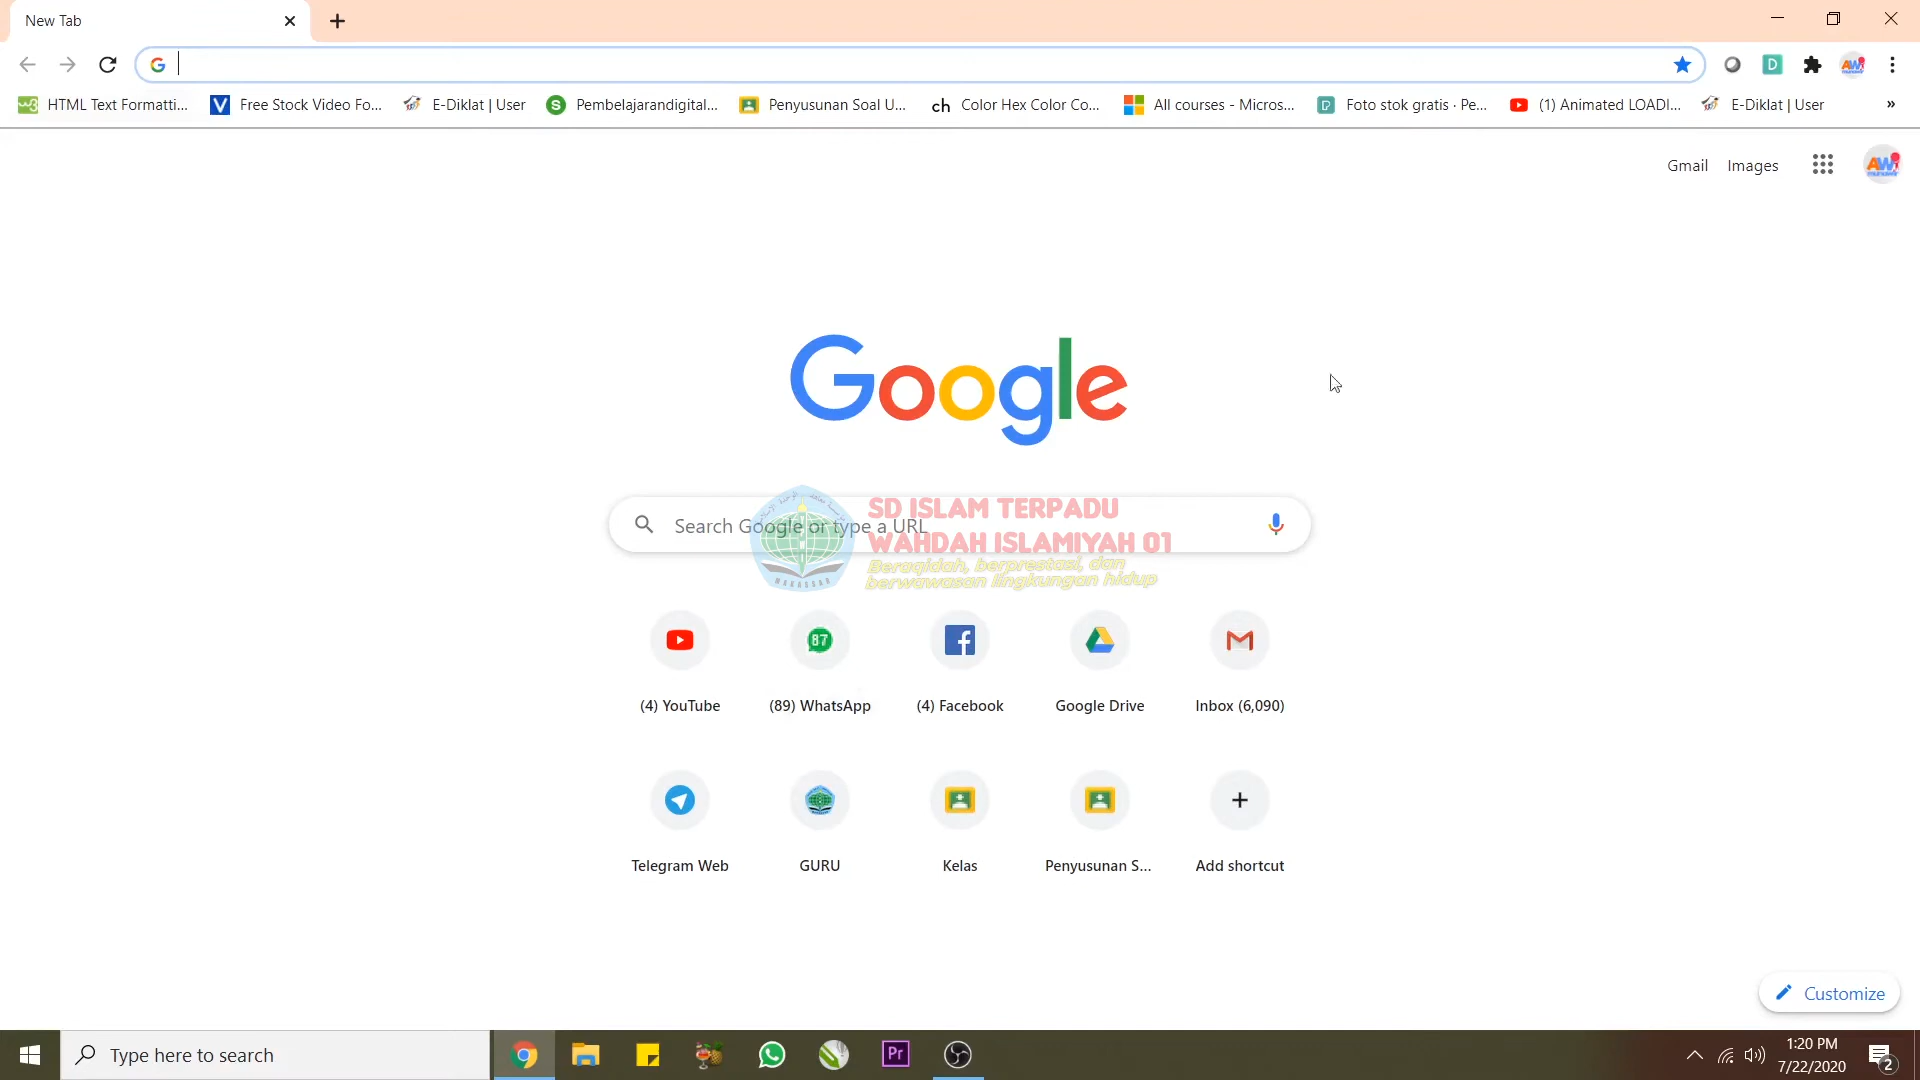 New Tab
HTML Text Formatti...
Free Stock Video Fo...
E-Diklat | User
Pembelajarandigital...
Penyusunan Soal U...
ch
Color Hex Color Co...
All courses - Micros...
Foto stok gratis · Pe...
(1) Animated LOADI...
E-Diklat | User
Gmail
Images
AW
Google
SD ISLAM TERPADU
Search Google or type a URL
WAHDAH ISLAMIYAH 01
Beraqidah, berprestasi, dan
berwawasan lingkungan hidup
MAKASSAR
87
(4) YouTube
(89) WhatsApp
(4) Facebook
Google Drive
Inbox (6,090)
Telegram Web
GURU
Kelas
Penyusunan S...
Add shortcut
Customize
Type here to search
Pr
1:20 PM
7/22/2020
2